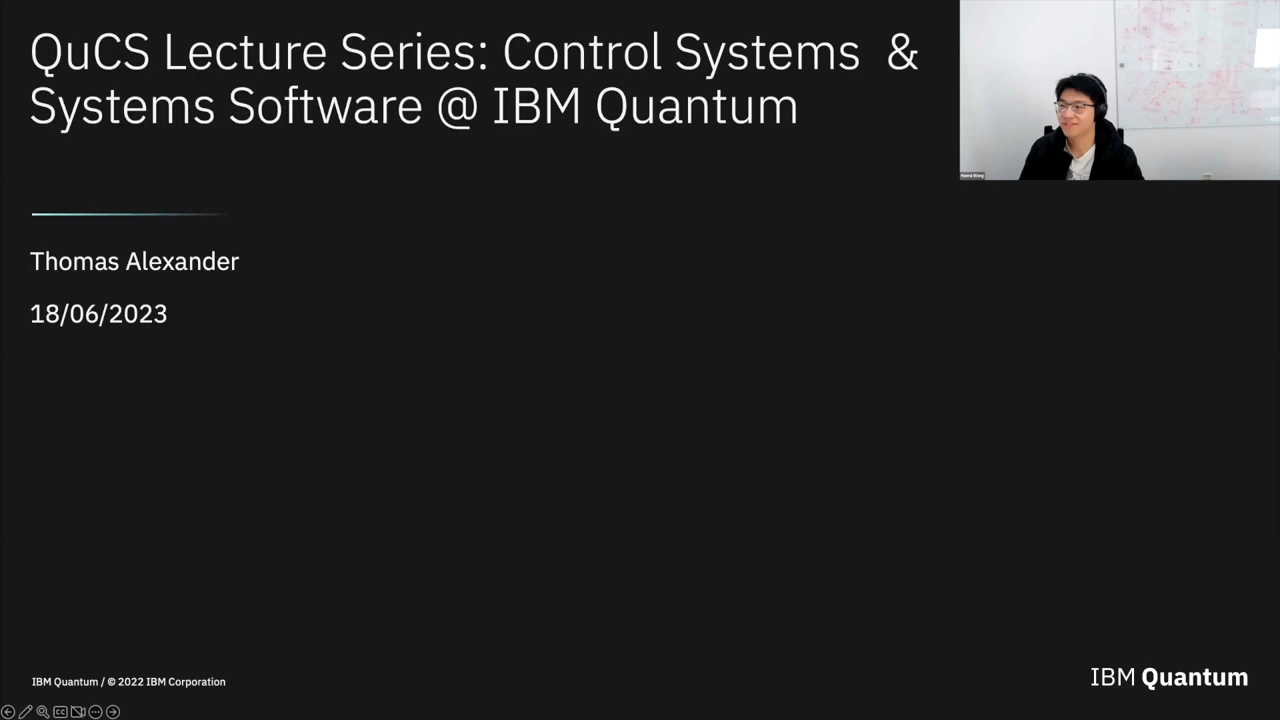 QuCS Lecture Series: Control Systems &
Systems Software @ IBM Quantum
Thomas Alexander
18/06/2023
IBM Quantum / © 2022 IBM Corporation
IBM Quantum
CC